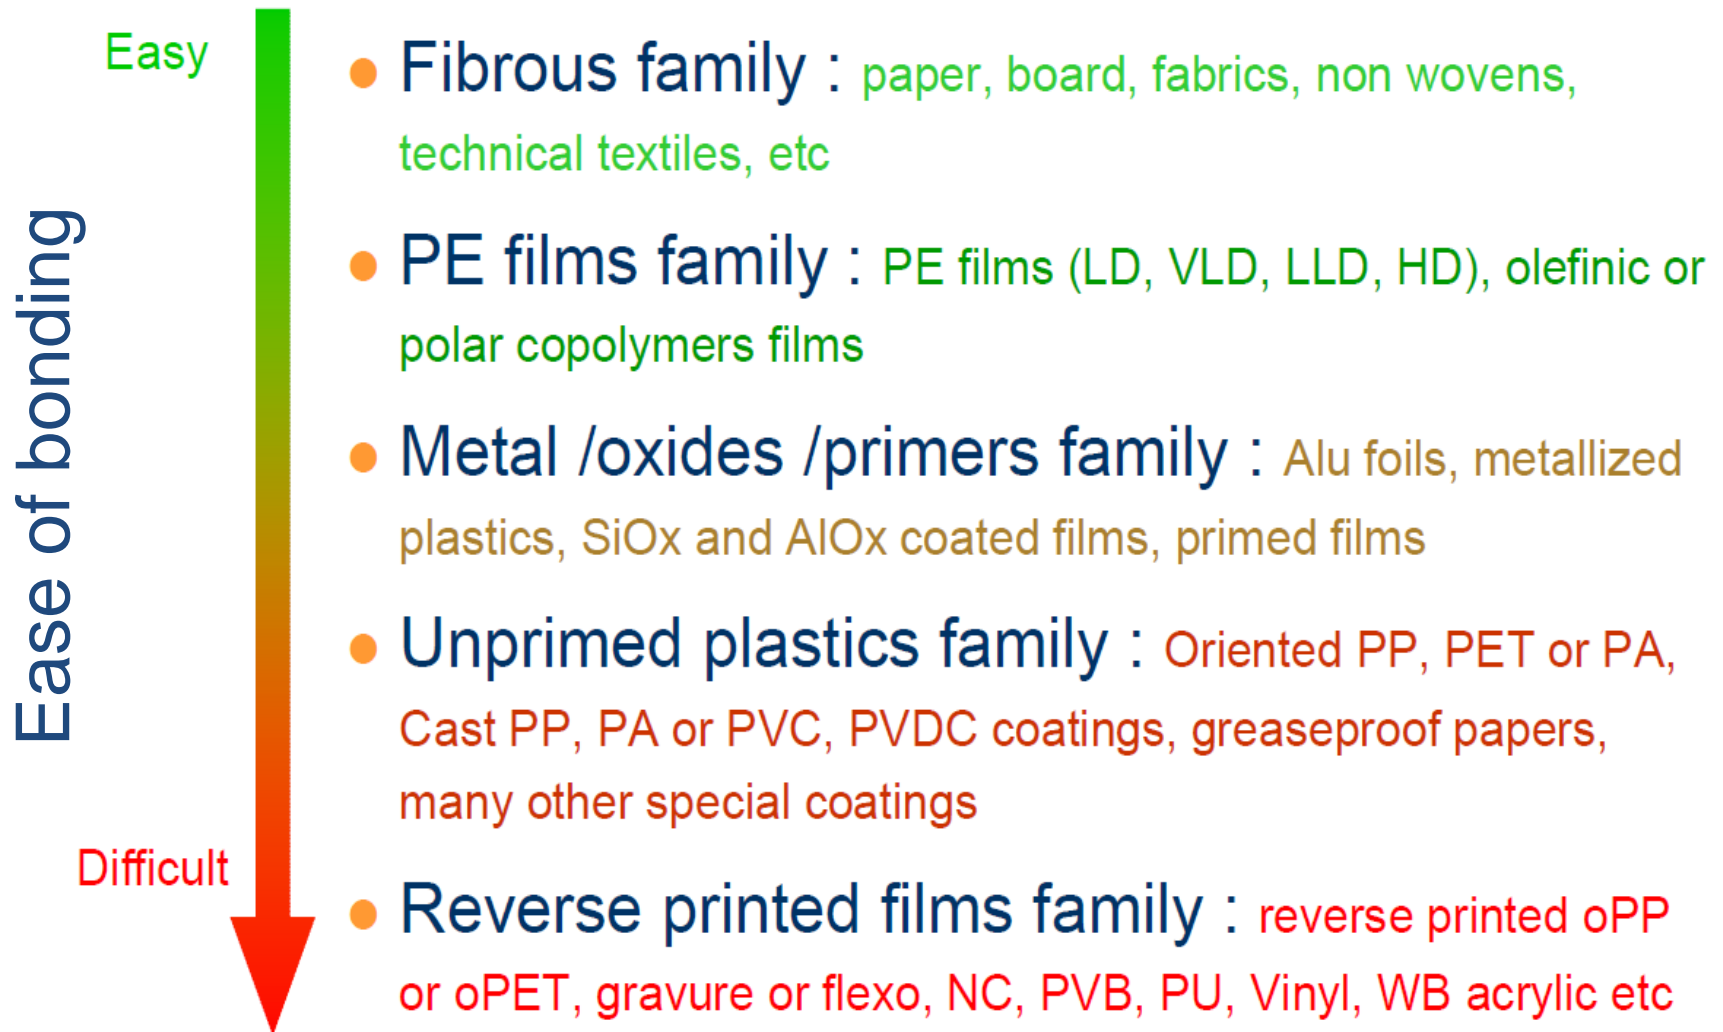 Easy
Ease of bonding
Difficult
• Fibrous family : paper, board, fabrics, non wovens,
technical textiles, etc
• PE films family : PE films (LD, VLD, LLD, HD), olefinic or
polar copolymers films
• Metal /oxides /primers family : Alu foils, metallized
plastics, SiOx and AlOx coated films, primed films
• Unprimed plastics family : Oriented PP, PET or PA,
Cast PP, PA or PVC, PVDC coatings, greaseproof papers,
many other special coatings
• Reverse printed films family : reverse printed oPP
or oPET, gravure or flexo, NC, PVB, PU, Vinyl, WB acrylic etc